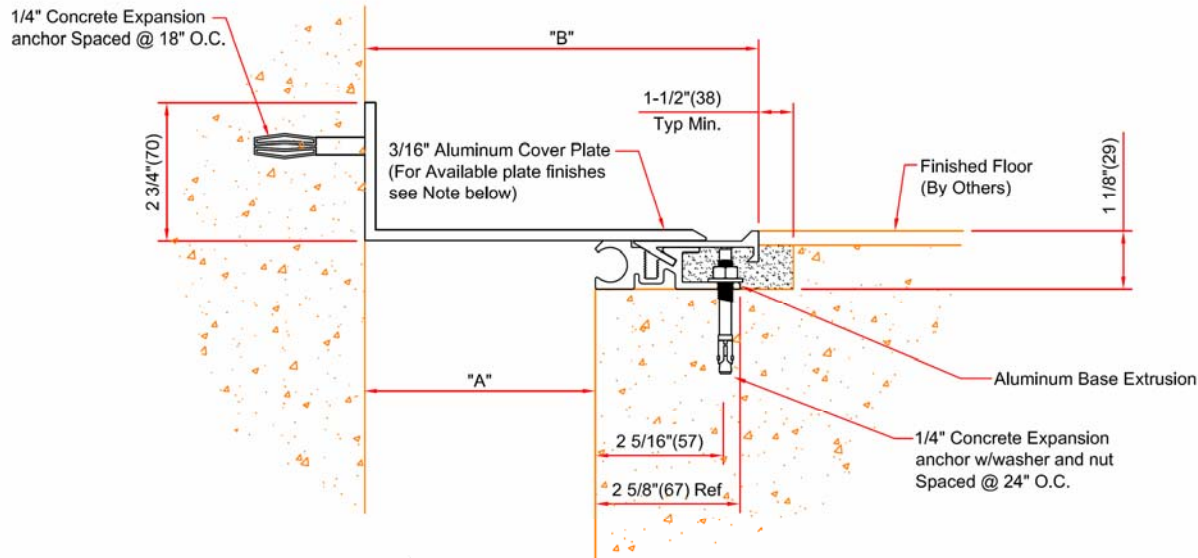 1/4" Concrete Expansion
anchor Spaced @ 18" O.C.
"B"
1-1/2"(38)
Typ Min.
2 3/4"(70)
3/16" Aluminum Cover Plate
(For Available plate finishes
see Note below)
Finished Floor
(By Others)
1 1/8"(29)
"A"
Aluminum Base Extrusion
2 5/16"(57)
1/4" Concrete Expansion
anchor w/washer and nut
Spaced @ 24" O.C.
2 5/8"(67) Ref